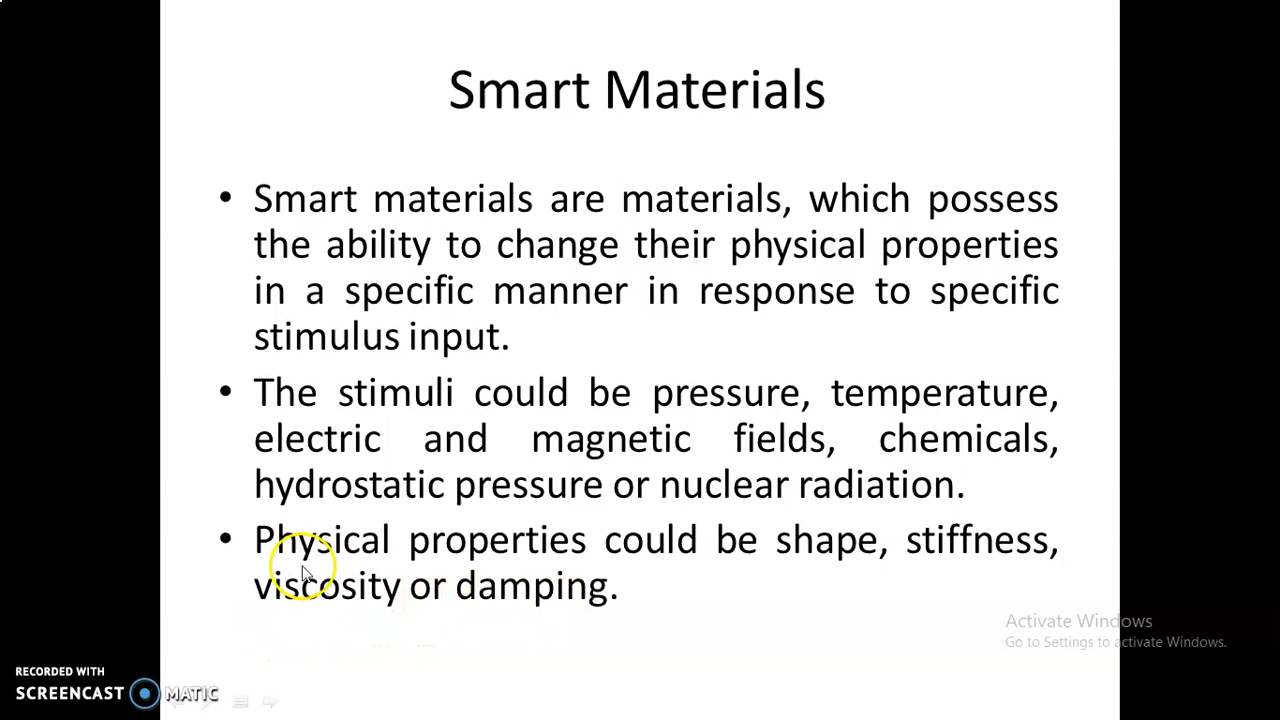 Smart Materials
• Smart materials are materials, which possess
the ability to change their physical properties
in a specific manner in response to specific
stimulus input.
• The stimuli could be pressure, temperature,
electric and magnetic fields, chemicals,
hydrostatic pressure or nuclear radiation.
• Physical properties could be shape, stiffness,
viscosity or damping.
Activate Windows
Go to Settings to activate Windows.
RECORDED WITH
SCREENCAST MATIC